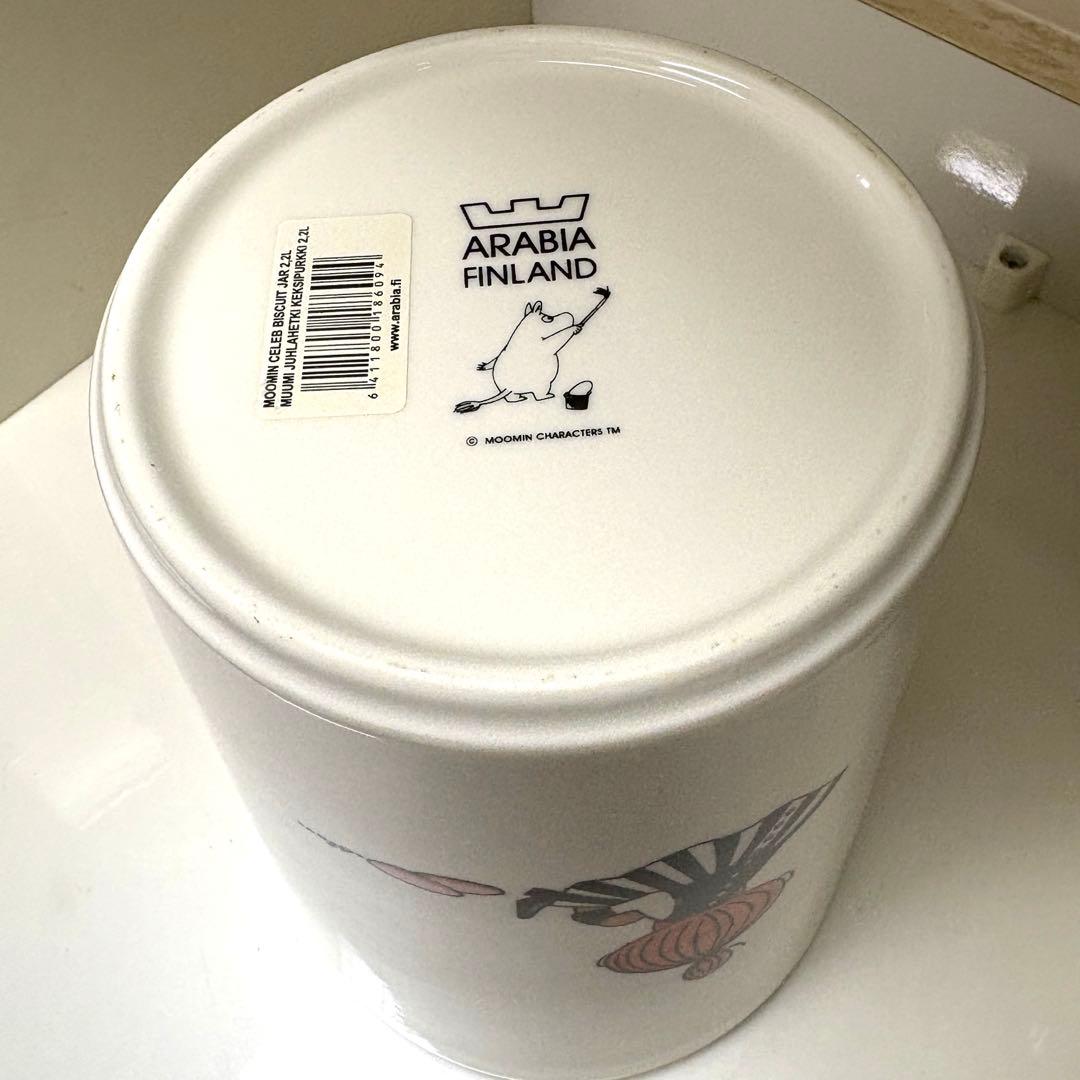 MOOMIN CELEB BISCUIT JAR 2,2L
MUUMI JUHLAHETKI KEKSIPURKKI 2,2L
6 411800 186094
www.arabia.fi
ARABIA
FINLAND
© MOOMIN CHARACTERS TM